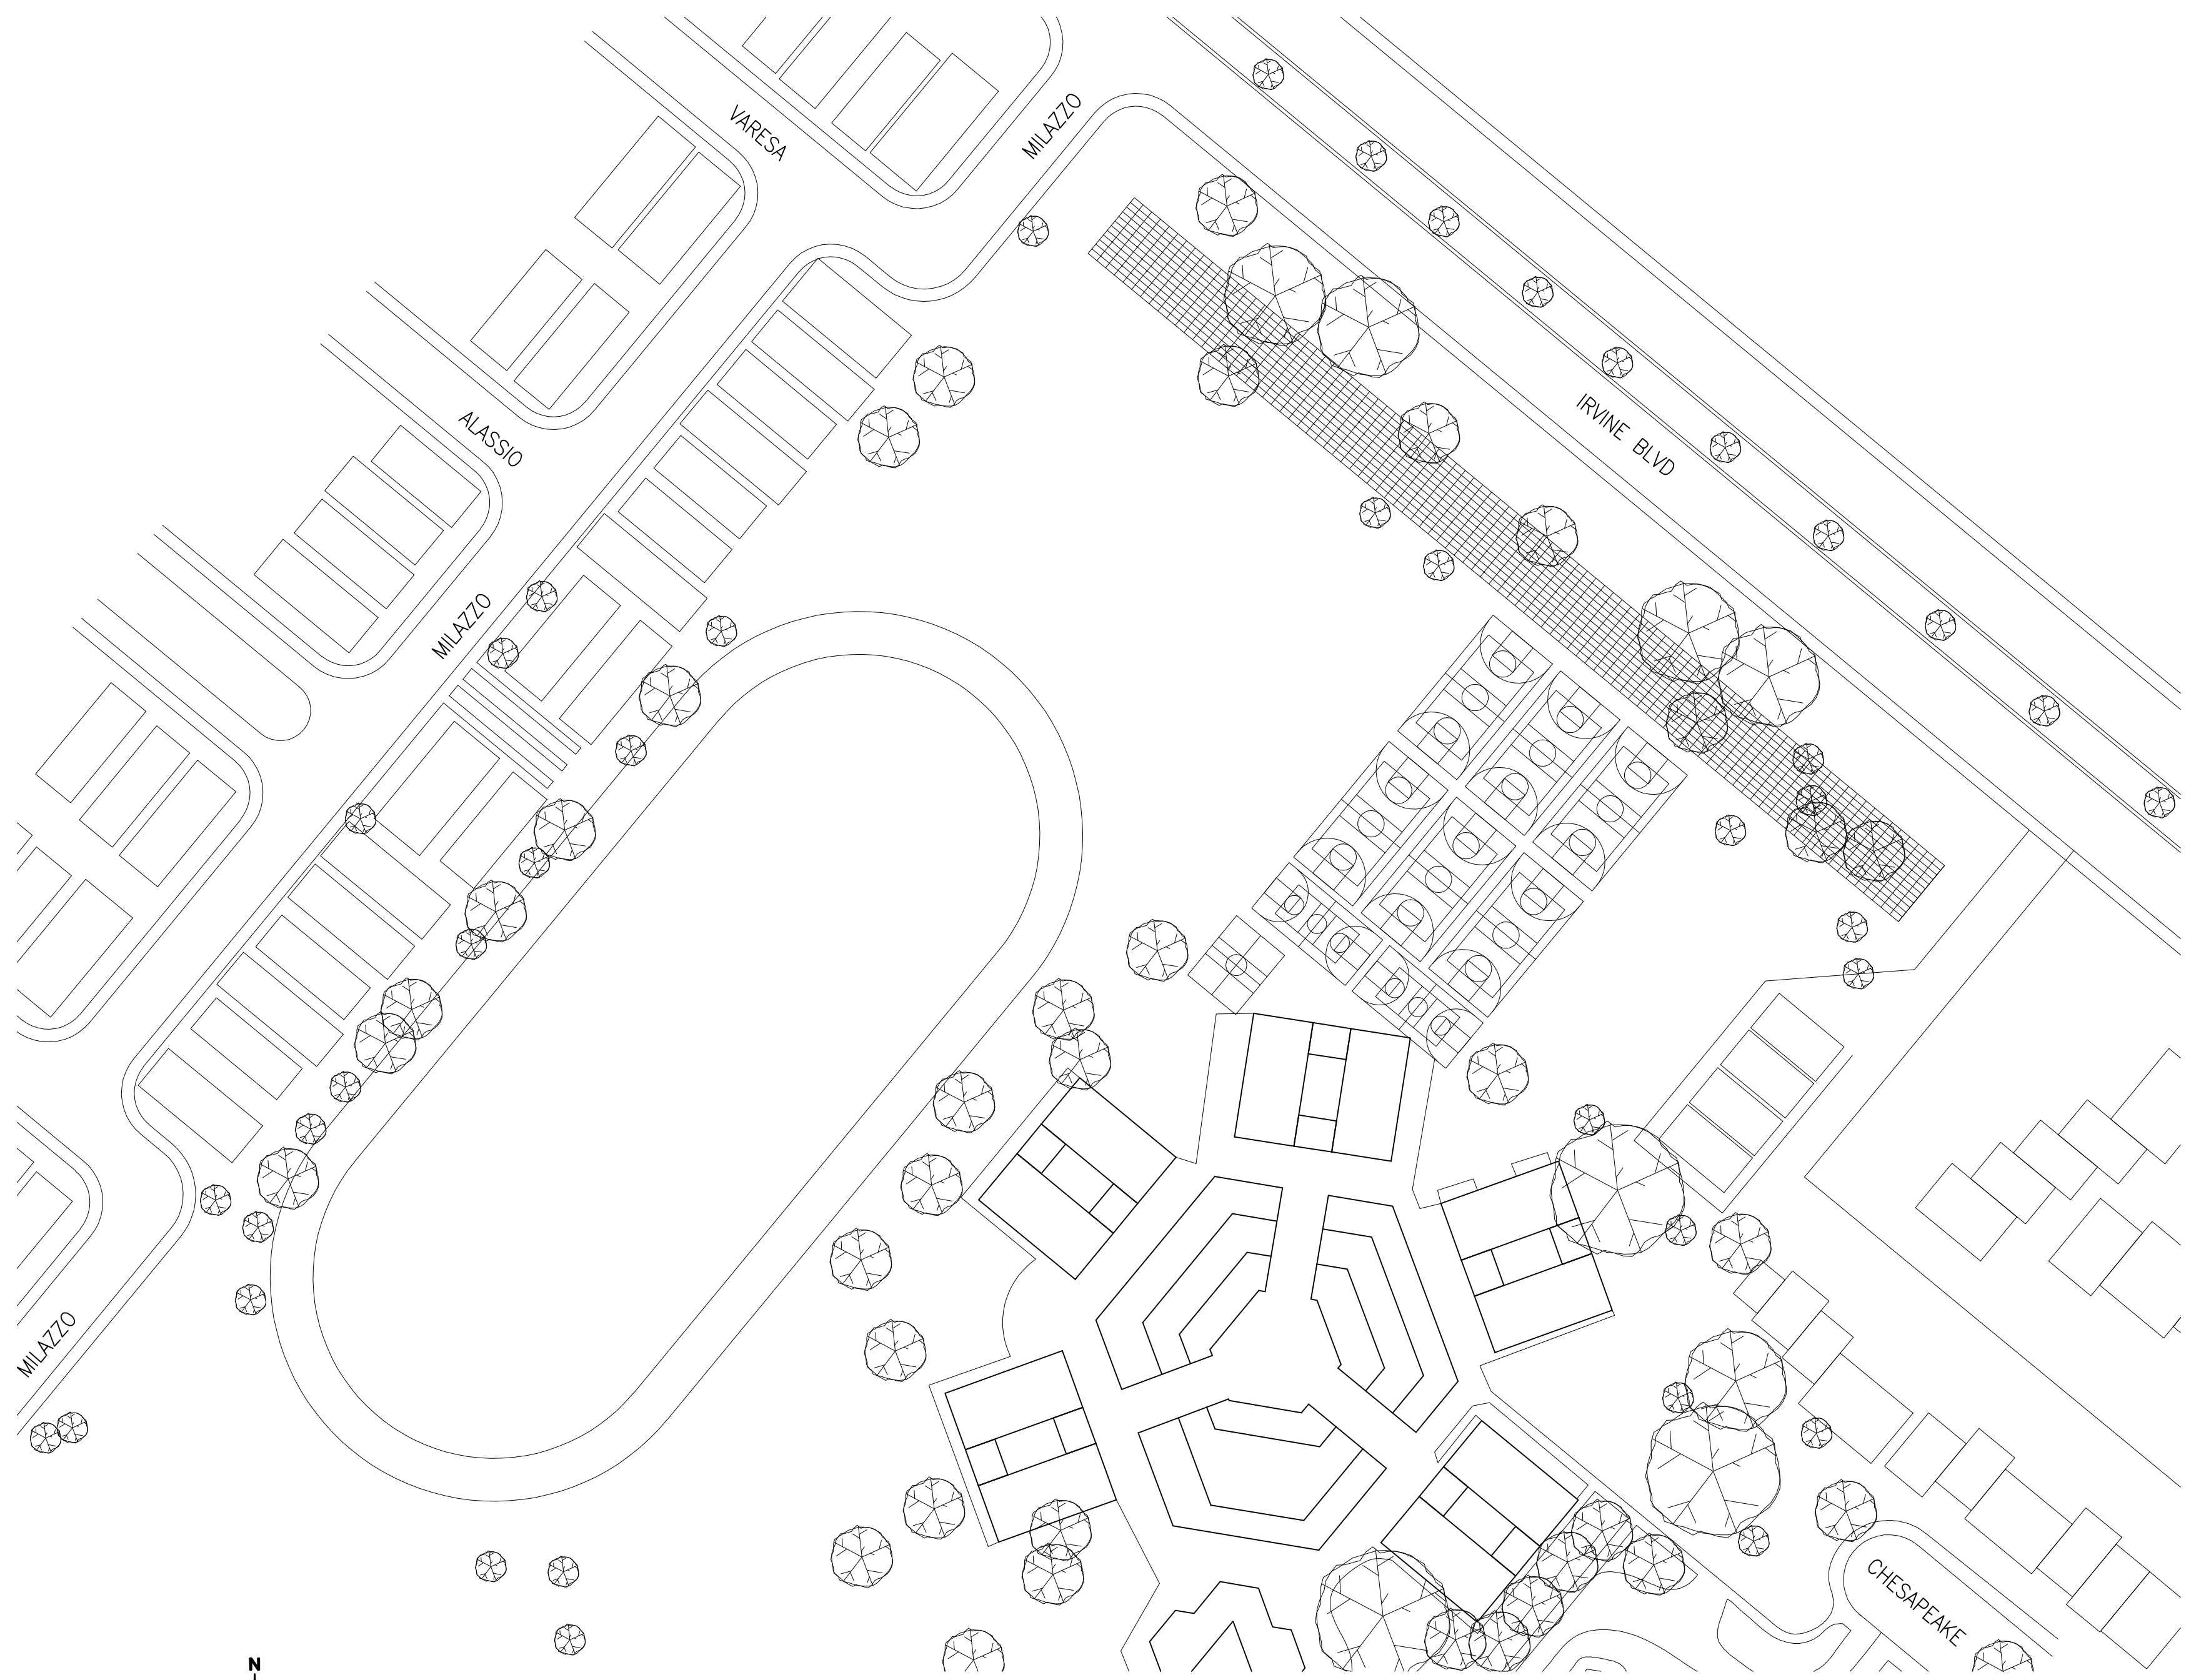 VARESA
MILAZZO
IRVINE BLVD
ALASSIO
MILAZZO
MILAZZO
CHESAPEAKE
N